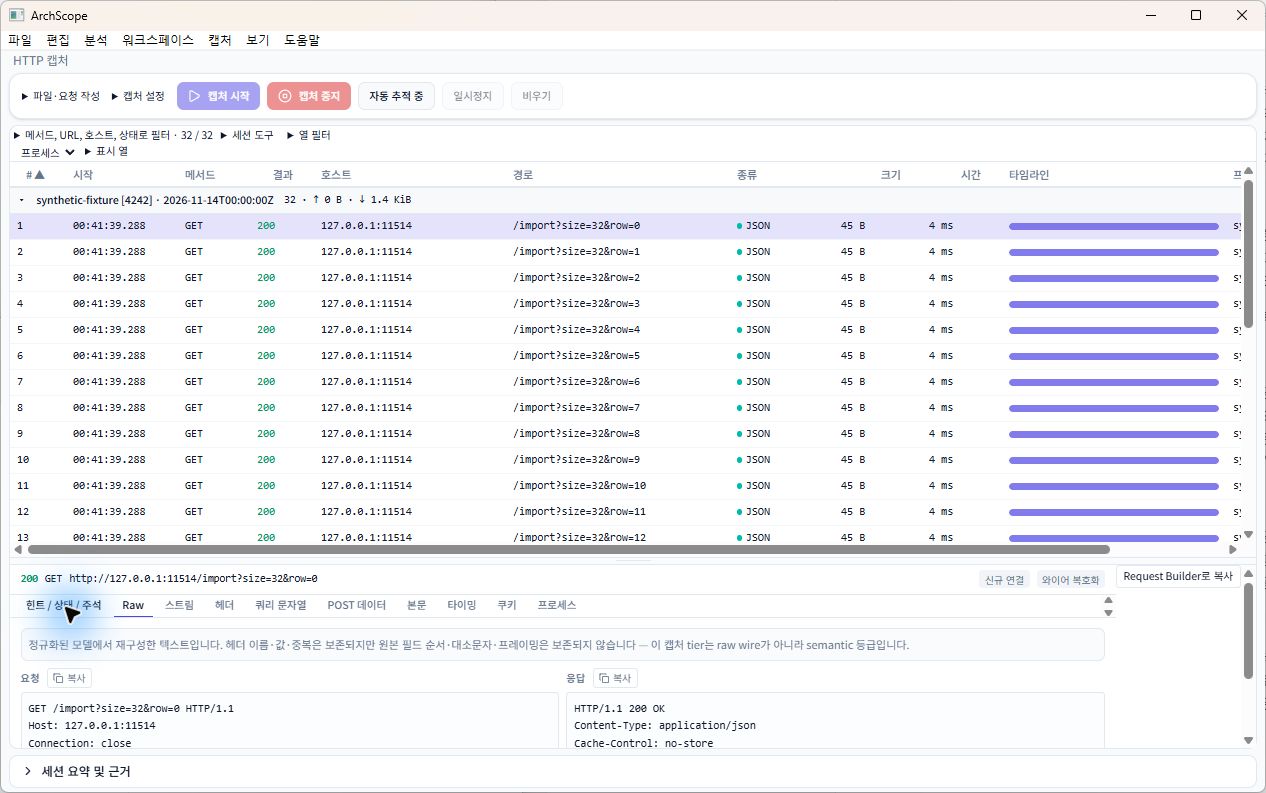 ArchScope
파일 편집 분석 워크스페이스 캡처 보기 도움말
HTTP 캡처
▶ 파일·요청 작성 ▶ 캡처 설정 캡처 시작 캡처 중지 자동 추적 중 일시정지 비우기
▶ 메서드, URL, 호스트, 상태로 필터 · 32 / 32 ▶ 세션 도구 ▶ 열 필터
프로세스 ▶ 표시 열
# ▲ 시작 메서드 결과 호스트 경로 종류 크기 시간 타임라인
synthetic-fixture [4242] · 2026-11-14T00:00:00Z 32 · ↑ 0 B · ↓ 1.4 KiB
1 00:41:39.288 GET 200 127.0.0.1:11514 /import?size=32&row=0 JSON 45 B 4 ms
2 00:41:39.288 GET 200 127.0.0.1:11514 /import?size=32&row=1 JSON 45 B 4 ms
3 00:41:39.288 GET 200 127.0.0.1:11514 /import?size=32&row=2 JSON 45 B 4 ms
4 00:41:39.288 GET 200 127.0.0.1:11514 /import?size=32&row=3 JSON 45 B 4 ms
5 00:41:39.288 GET 200 127.0.0.1:11514 /import?size=32&row=4 JSON 45 B 4 ms
6 00:41:39.288 GET 200 127.0.0.1:11514 /import?size=32&row=5 JSON 45 B 4 ms
7 00:41:39.288 GET 200 127.0.0.1:11514 /import?size=32&row=6 JSON 45 B 4 ms
8 00:41:39.288 GET 200 127.0.0.1:11514 /import?size=32&row=7 JSON 45 B 4 ms
9 00:41:39.288 GET 200 127.0.0.1:11514 /import?size=32&row=8 JSON 45 B 4 ms
10 00:41:39.288 GET 200 127.0.0.1:11514 /import?size=32&row=9 JSON 45 B 4 ms
11 00:41:39.288 GET 200 127.0.0.1:11514 /import?size=32&row=10 JSON 45 B 4 ms
12 00:41:39.288 GET 200 127.0.0.1:11514 /import?size=32&row=11 JSON 45 B 4 ms
13 00:41:39.288 GET 200 127.0.0.1:11514 /import?size=32&row=12 JSON 45 B 4 ms
200 GET http://127.0.0.1:11514/import?size=32&row=0 신규 연결 와이어 복호화 Request Builder로 복사
힌트 / 상태 / 주석 Raw 스트림 헤더 쿼리 문자열 POST 데이터 본문 타이밍 쿠키 프로세스
정규화된 모델에서 재구성한 텍스트입니다. 헤더 이름·값·중복은 보존되지만 원본 필드 순서·대소문자·프레이밍은 보존되지 않습니다 — 이 캡처 tier는 raw wire가 아니라 semantic 등급입니다.
요청 복사 응답 복사
GET /import?size=32&row=0 HTTP/1.1
Host: 127.0.0.1:11514
Connection: close
HTTP/1.1 200 OK
Content-Type: application/json
Cache-Control: no-store
세션 요약 및 근거